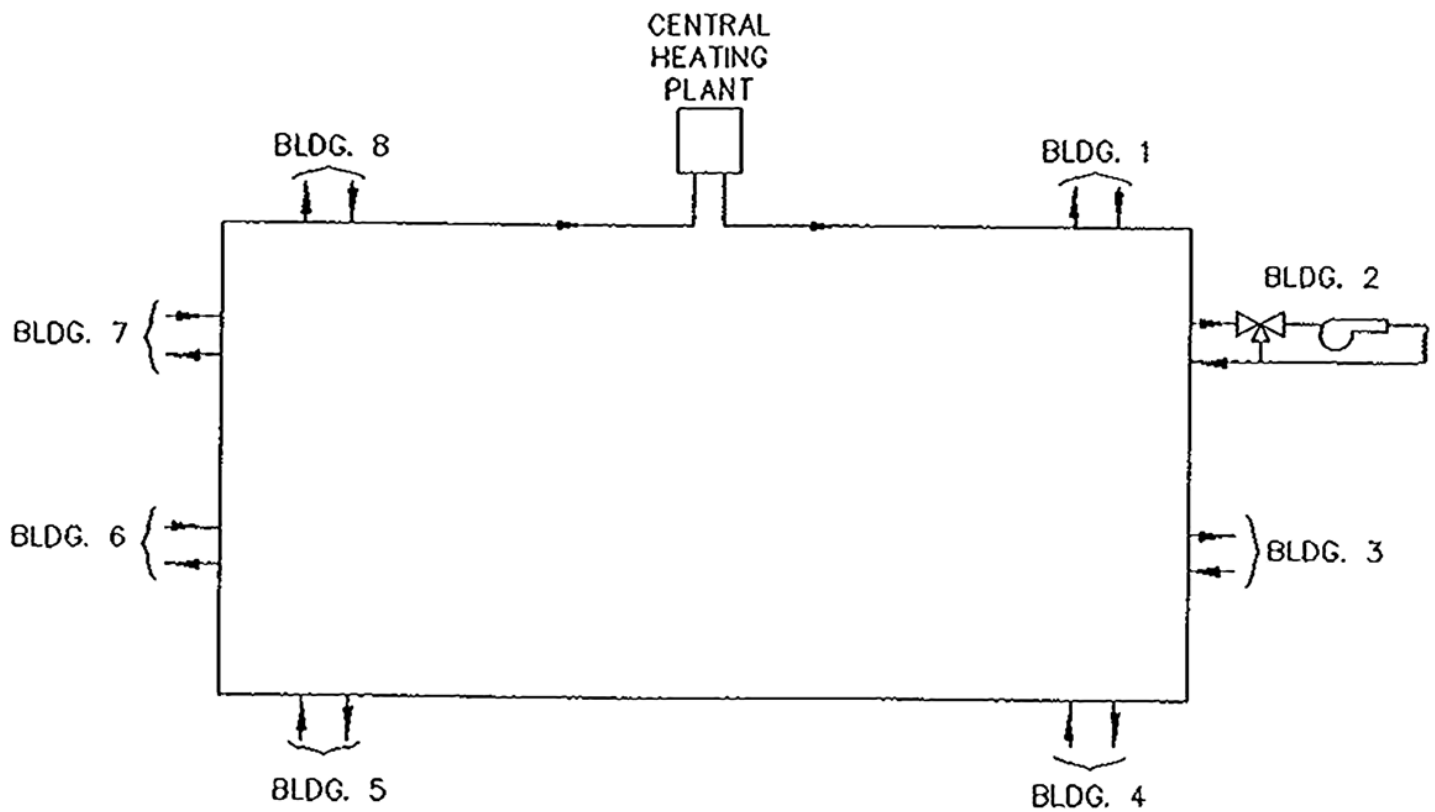 CENTRAL
HEATING
PLANT
BLDG. 8
BLDG. 1
BLDG. 2
BLDG. 7
BLDG. 6
BLDG. 3
BLDG. 5
BLDG. 4